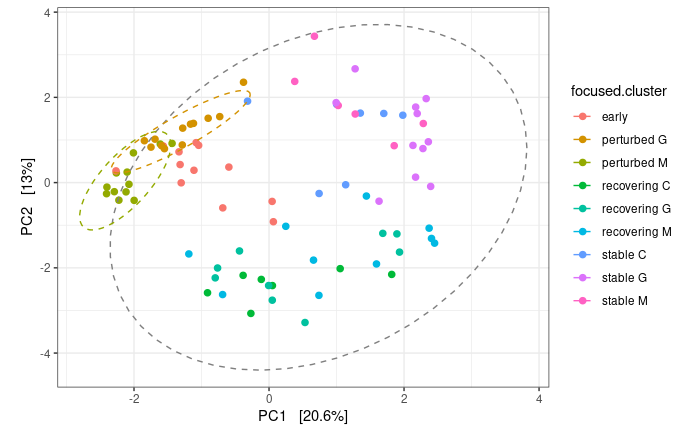 4
2
0
-2
-4
-2
0
2
4
PC2 [13%]
PC1 [20.6%]
focused.cluster
early
perturbed G
perturbed M
recovering C
recovering G
recovering M
stable C
stable G
stable M